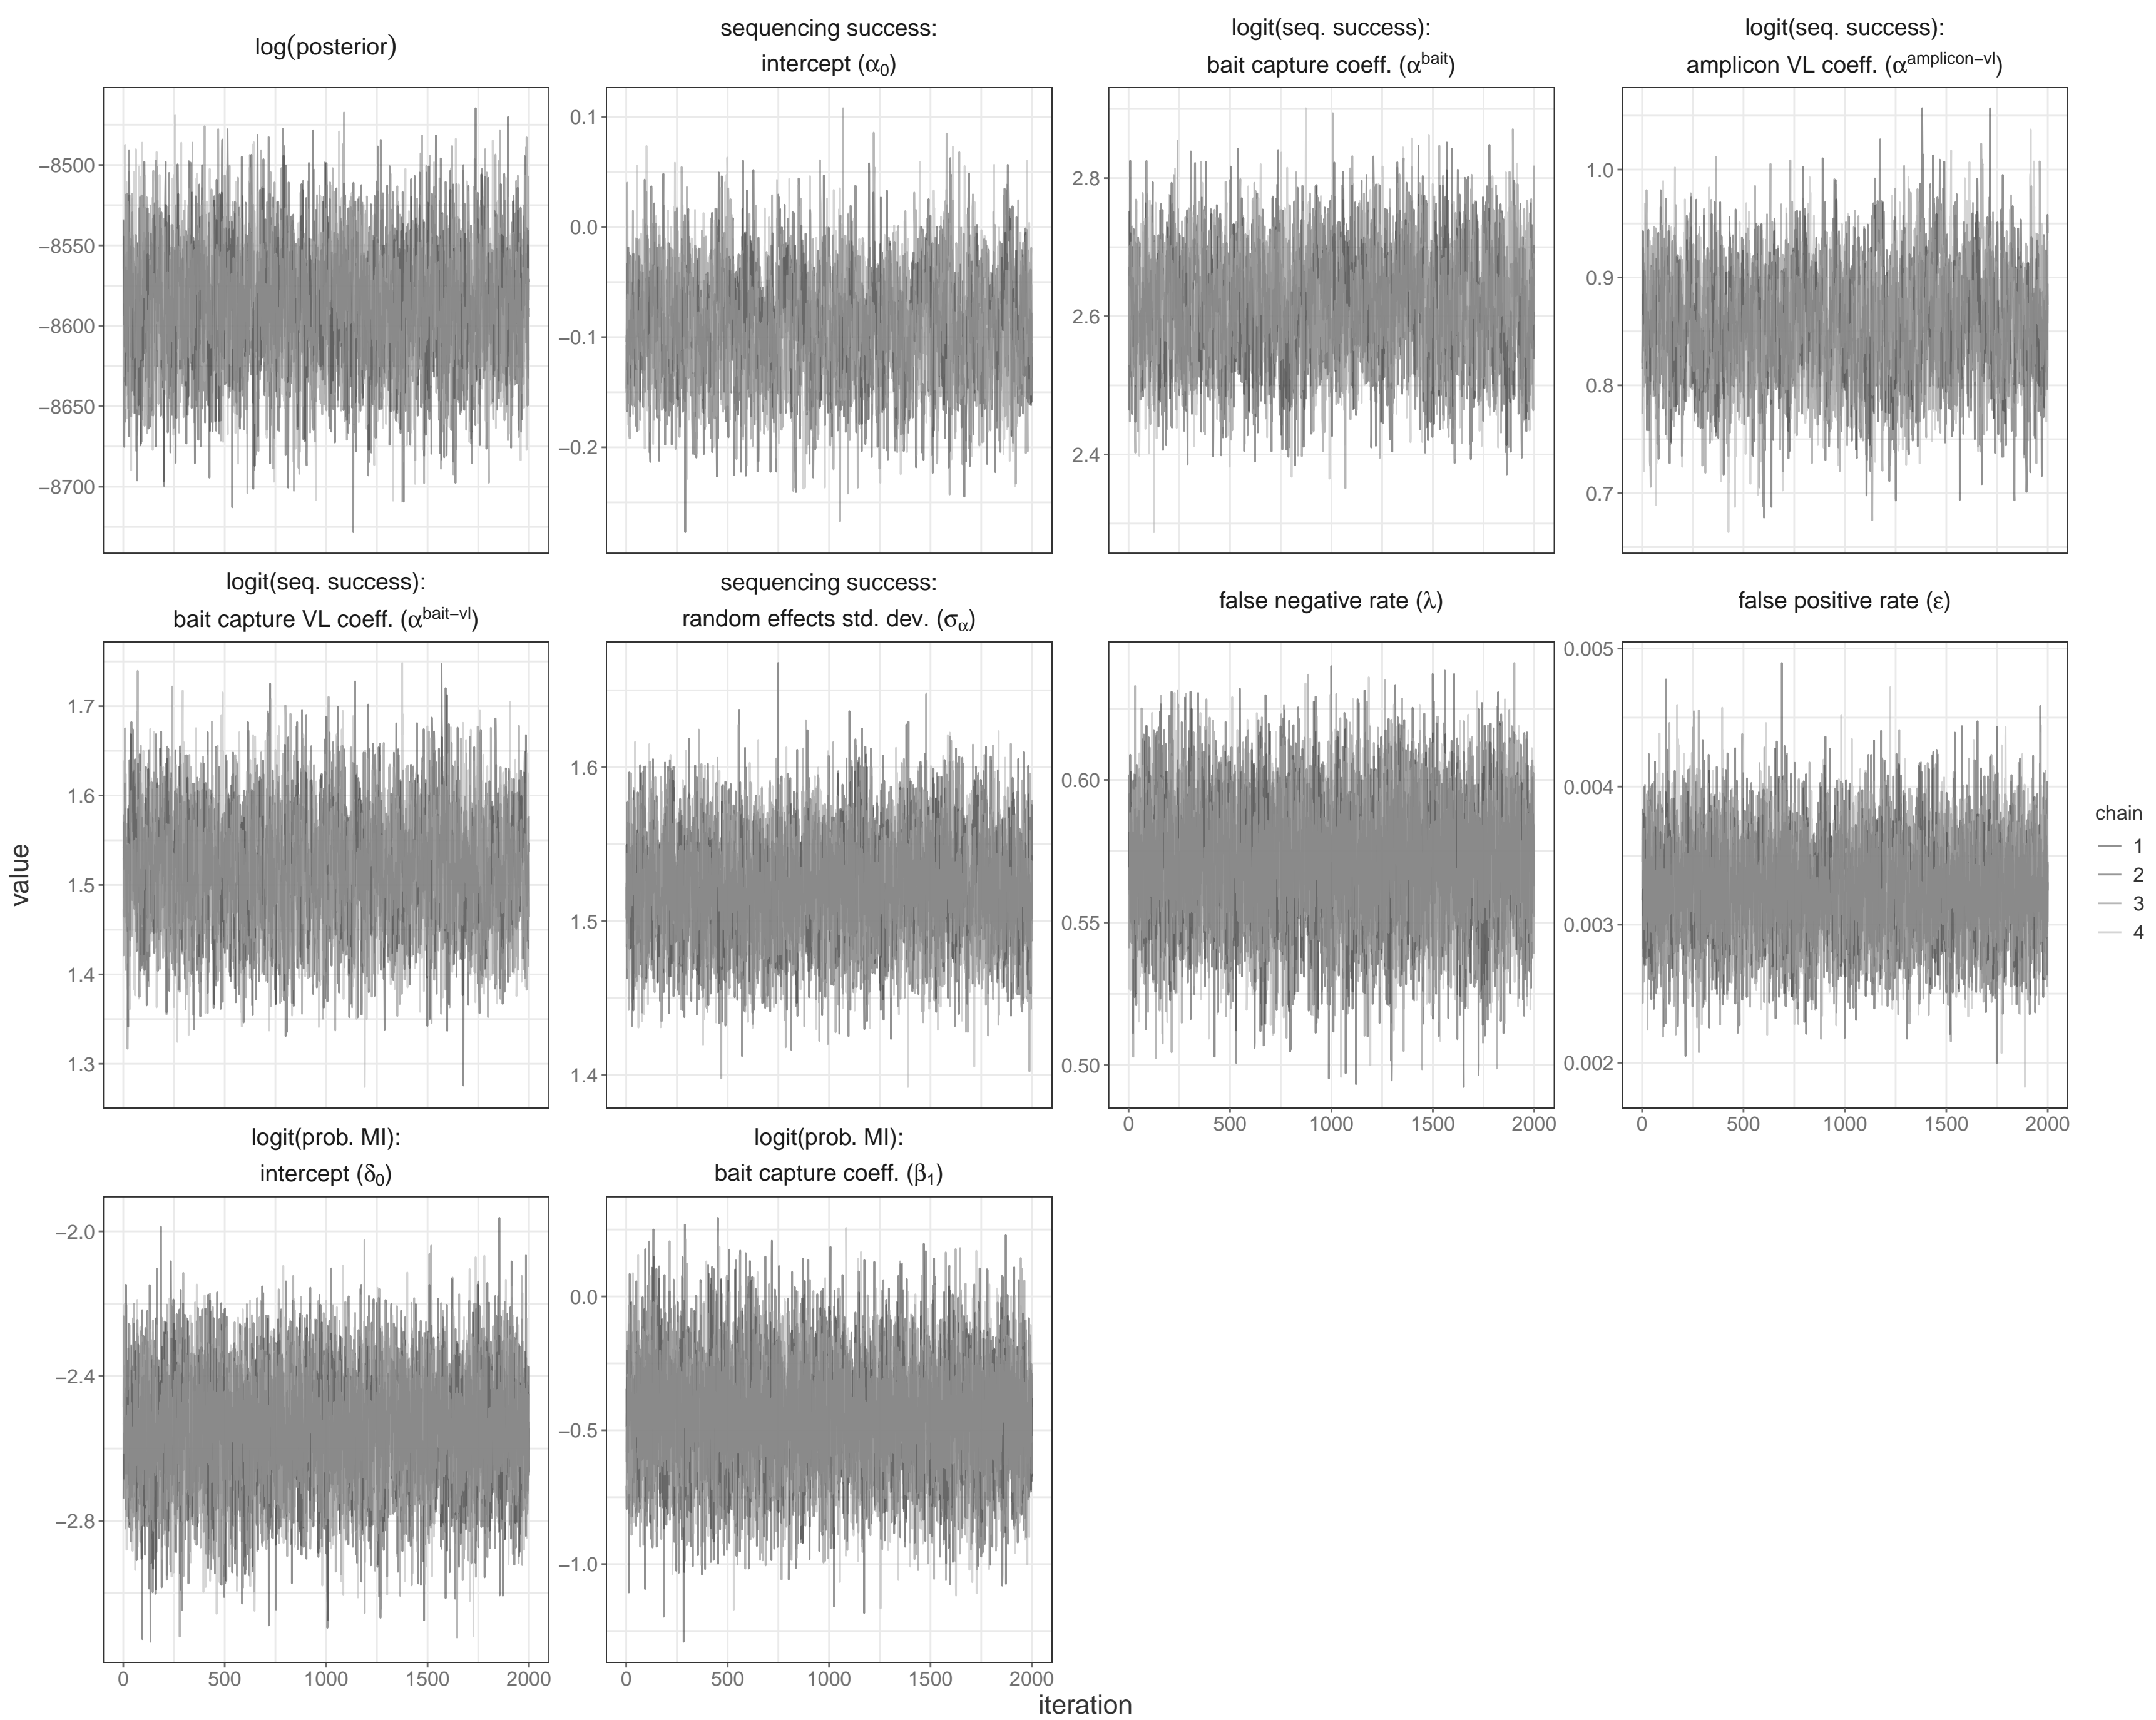 log(posterior)
sequencing success:
intercept (α0)
logit(seq. success):
bait capture coeff. (αbait)
logit(seq. success):
amplicon VL coeff. (αamplicon−vl)
−8500
−8550
−8600
−8650
−8700
0.1
0.0
−0.1
−0.2
2.8
2.6
2.4
1.0
0.9
0.8
0.7
logit(seq. success):
bait capture VL coeff. (αbait−vl)
sequencing success:
random effects std. dev. (σα)
false negative rate (λ)
false positive rate (ε)
1.7
1.6
1.5
1.4
1.3
1.6
1.5
1.4
0.60
0.55
0.50
0.005
0.004
0.003
0.002
0 500 1000 1500 2000
0 500 1000 1500 2000
value
chain
1
2
3
4
logit(prob. MI):
intercept (δ0)
logit(prob. MI):
bait capture coeff. (β1)
−2.0
−2.4
−2.8
0.0
−0.5
−1.0
0 500 1000 1500 2000
0 500 1000 1500 2000
iteration